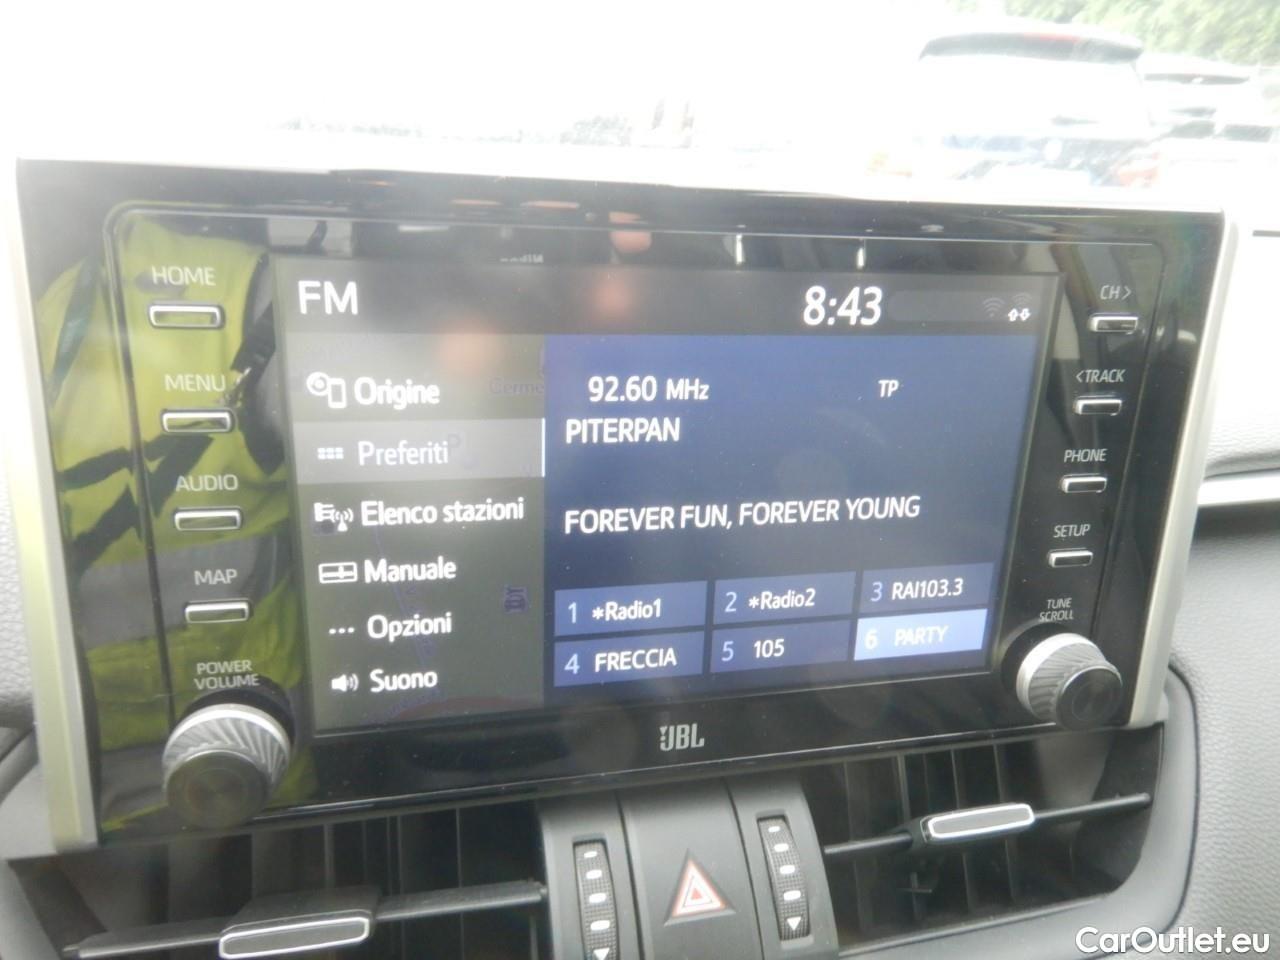 HOME
MENU
AUDIO
MAP
POWER
VOLUME
FM
8:43
Origine
Preferiti
Elenco stazioni
Manuale
Opzioni
Suono
92.60 MHz
TP
PITERPAN
FOREVER FUN, FOREVER YOUNG
1 *Radio1
2 *Radio2
3 RAI103.3
4 FRECCIA
5 105
6 PARTY
CH>
<TRACK
PHONE
SETUP
TUNE
SCROLL
JBL
CarOutlet.eu